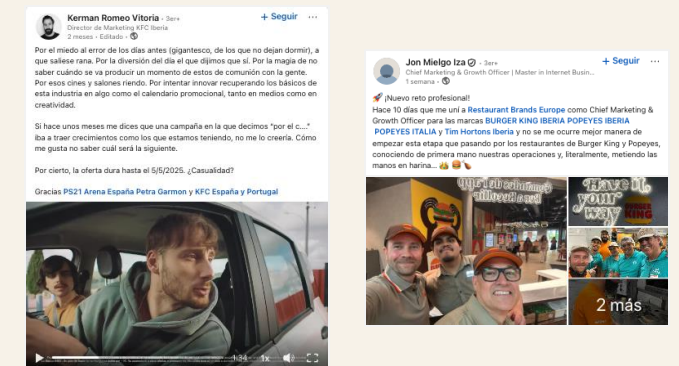 Kerman Romeo Vitoria · 3er+
+ Seguir ···
Director de Marketing KFC Iberia
2 meses · Editado ·
Por el miedo al error de los días antes (gigantesco, de los que no dejan dormir), a
que saliese rana. Por la diversión del día el que dijimos que sí. Por la magia de no
saber cuándo se va producir un momento de estos de comunión con la gente.
Por esos cines y salones riendo. Por intentar innovar recuperando los básicos de
esta industria en algo como el calendario promocional, tanto en medios como en
creatividad.
Si hace unos meses me dices que una campaña en la que decimos "por el c...."
iba a traer crecimientos como los que estamos teniendo, no me lo creería. Cómo
me gusta no saber cuál será la siguiente.
Por cierto, la oferta dura hasta el 5/5/2025. ¿Casualidad?
Gracias PS21 Arena España Petra Garmon y KFC España y Portugal
1:34 1x
Jon Mielgo Iza · 3er+
+ Seguir ···
Chief Marketing & Growth Officer | Master in Internet Busin...
1 semana ·
🚀 ¡Nuevo reto profesional!
Hace 10 días que me uní a Restaurant Brands Europe como Chief Marketing &
Growth Officer para las marcas BURGER KING IBERIA POPEYES IBERIA
POPEYES ITALIA y Tim Hortons Iberia y no se me ocurre mejor manera de
empezar esta etapa que pasando por los restaurantes de Burger King y Popeyes,
conociendo de primera mano nuestras operaciones y, literalmente, metiendo las
manos en harina... 👑 🍔🍗
Have it
your
way
BURGER
KING
2 más